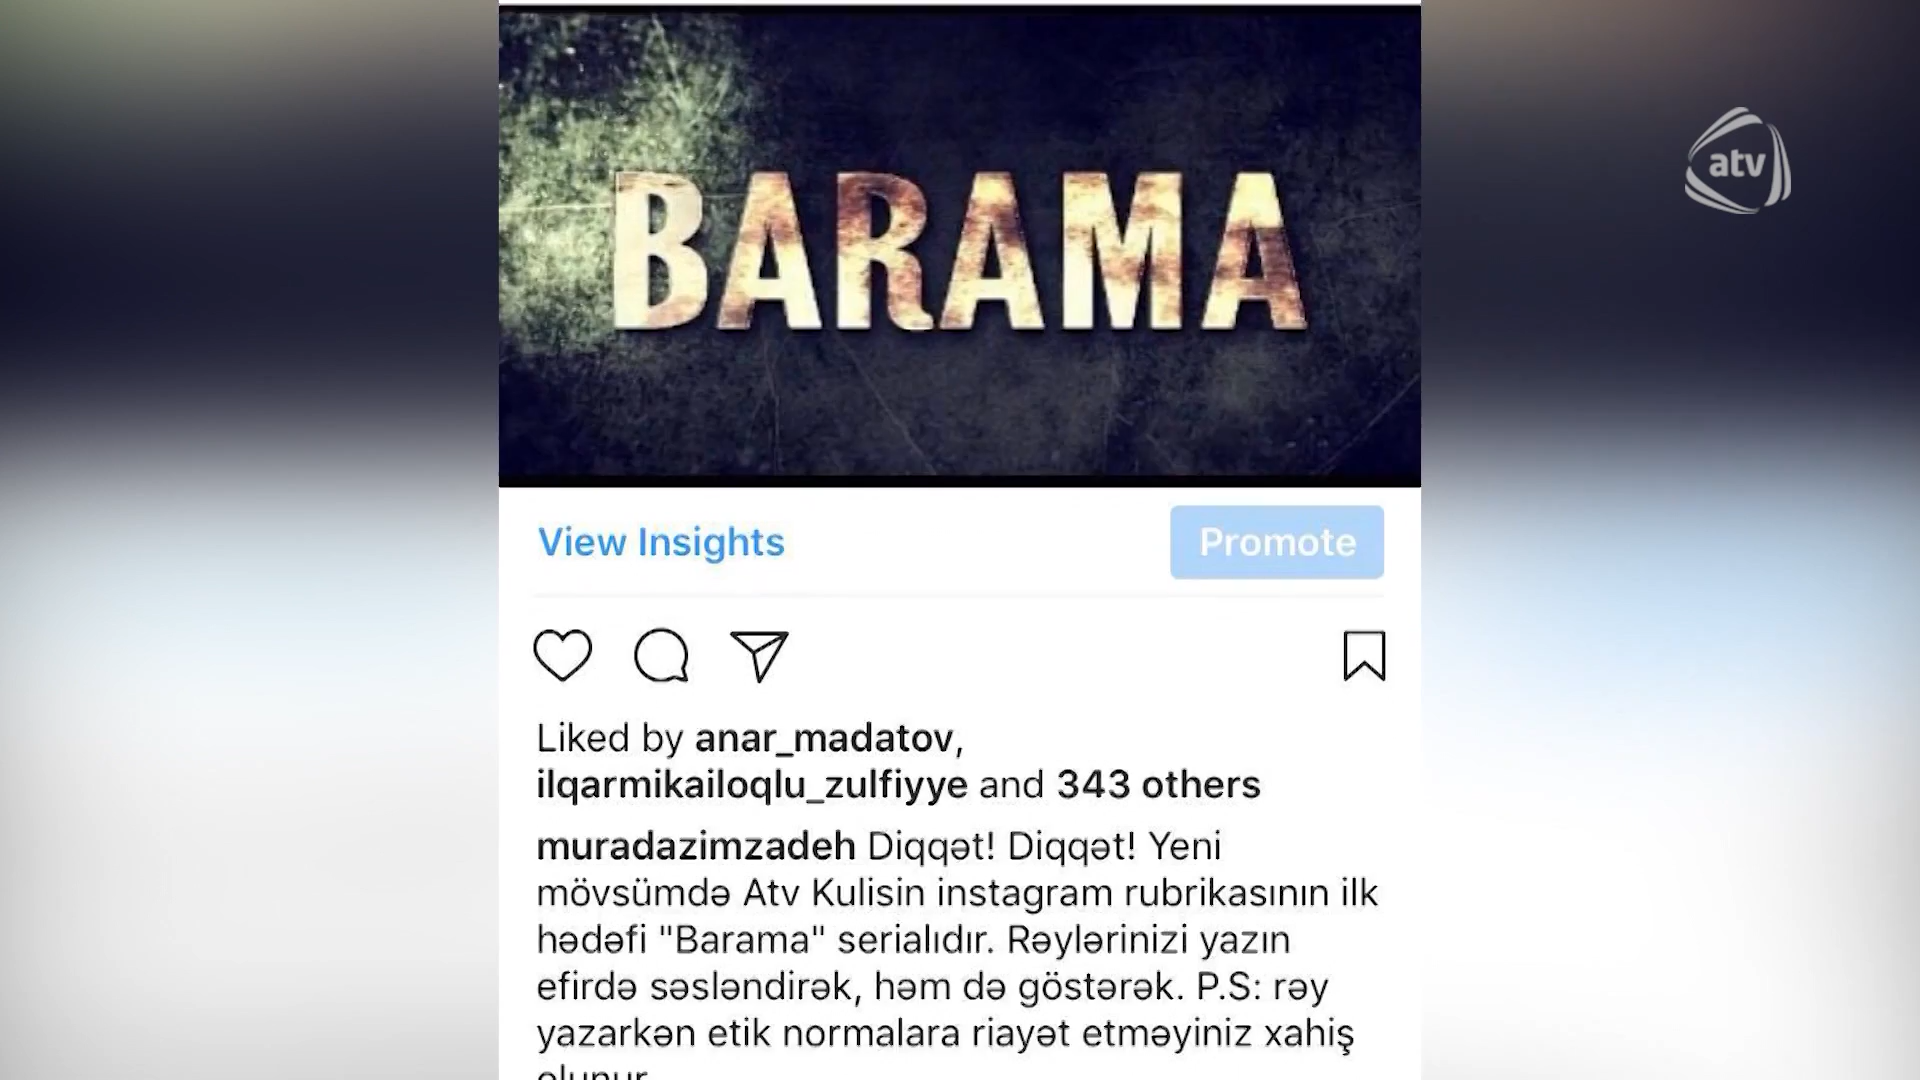 BARAMA
atv
View Insights
Promote
Liked by anar_madatov,
ilqarmikailoqlu_zulfiyye and 343 others
muradazimzadeh Diqqət! Diqqət! Yeni
mövsümdə Atv Kulisin instagram rubrikasının ilk
hədəfi "Barama" serialıdır. Rəylərinizi yazın
efirdə səsləndirək, həm də göstərək. P.S: rəy
yazarkən etik normalara riayət etməyiniz xahiş
olunur